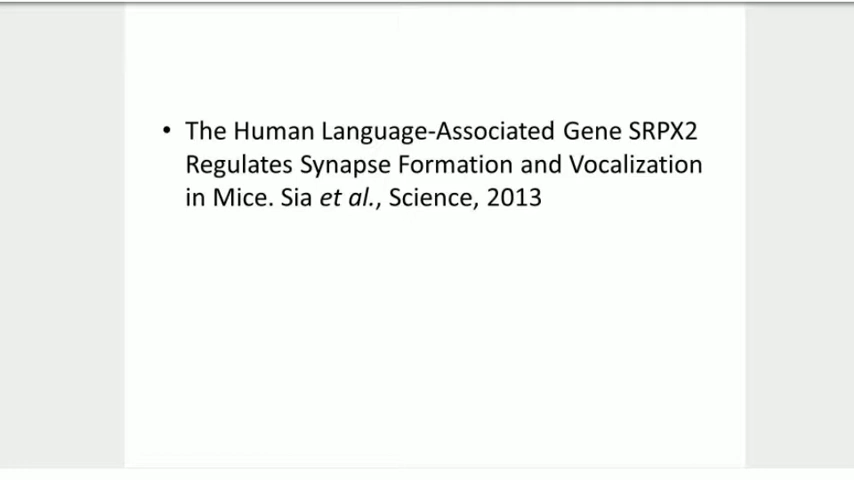 • The Human Language-Associated Gene SRPX2
Regulates Synapse Formation and Vocalization
in Mice. Sia et al., Science, 2013